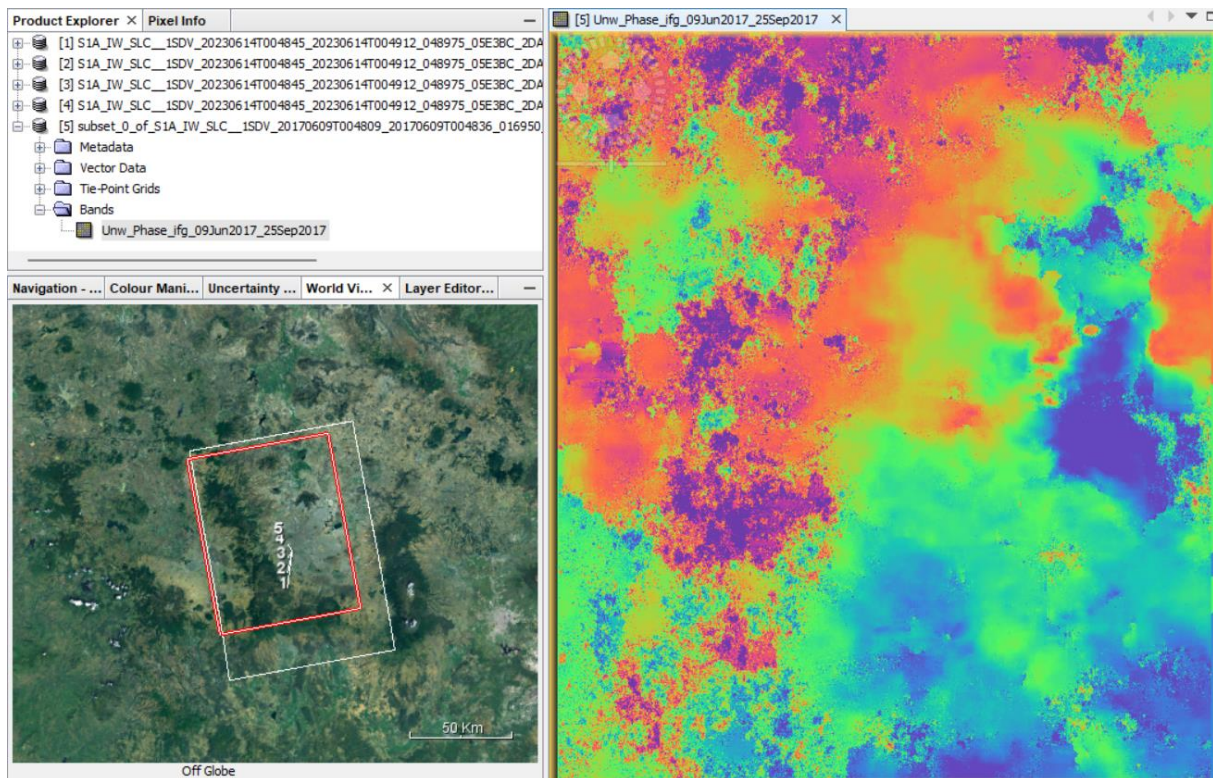 Product Explorer × Pixel Info
[1] S1A_IW_SLC__1SDV_20230614T004845_20230614T004912_048975_05E3BC_2DA
[2] S1A_IW_SLC__1SDV_20230614T004845_20230614T004912_048975_05E3BC_2DA
[3] S1A_IW_SLC__1SDV_20230614T004845_20230614T004912_048975_05E3BC_2DA
[4] S1A_IW_SLC__1SDV_20230614T004845_20230614T004912_048975_05E3BC_2DA
[5] subset_0_of_S1A_IW_SLC__1SDV_20170609T004809_20170609T004836_016950_
Metadata
Vector Data
Tie-Point Grids
Bands
Unw_Phase_ifg_09Jun2017_25Sep2017
Navigation - ... Colour Mani... Uncertainty ... World Vi... × Layer Editor...
5
4
3
2
1
50 Km
Off Globe
[5] Unw_Phase_ifg_09Jun2017_25Sep2017 ×